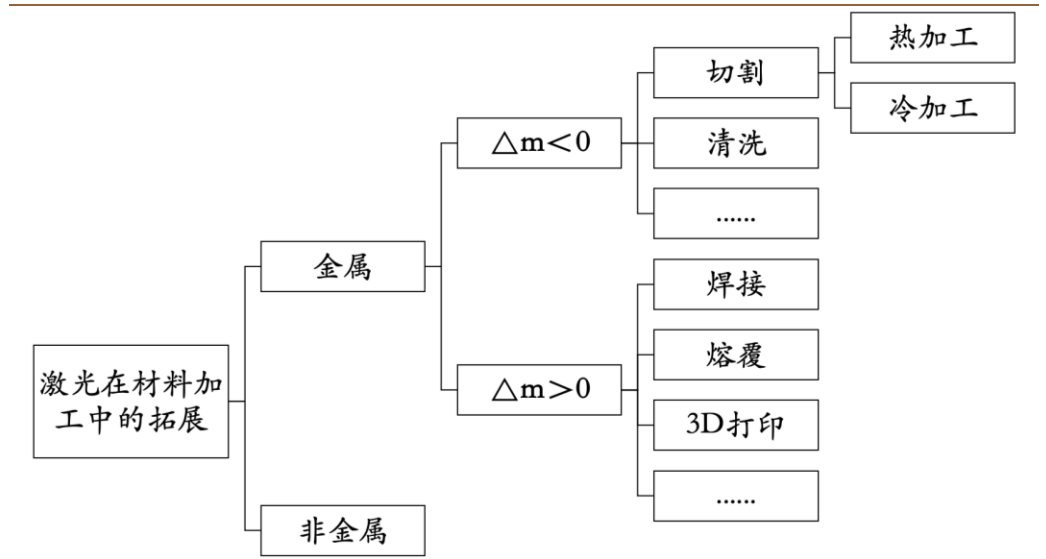 热加工
切割
冷加工
△m<0
清洗
......
金属
焊接
激光在材料加
工中的拓展
熔覆
△m>0
3D打印
......
非金属